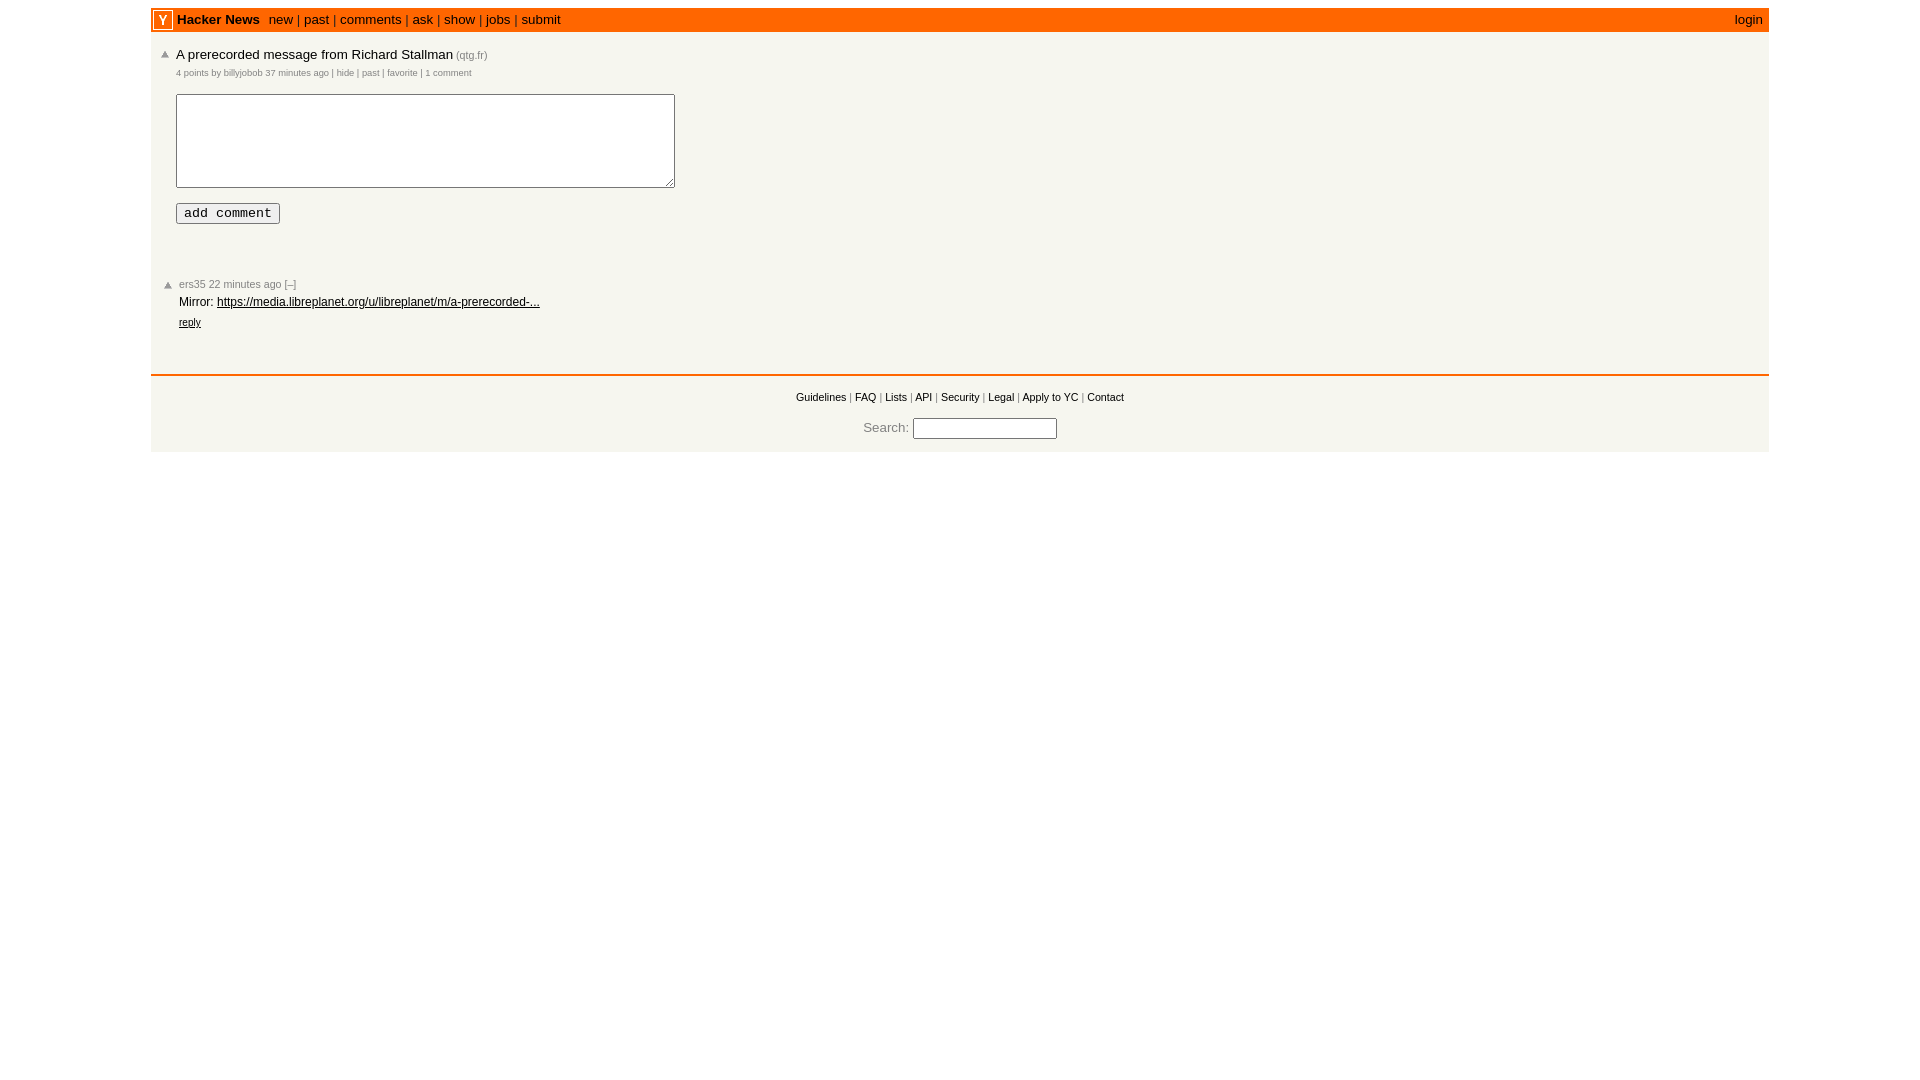 Y Hacker News new | past | comments | ask | show | jobs | submit login
A prerecorded message from Richard Stallman (qtg.fr)
4 points by billyjobob 37 minutes ago | hide | past | favorite | 1 comment
add comment
ers35 22 minutes ago [–]
Mirror: https://media.libreplanet.org/u/libreplanet/m/a-prerecorded-...
reply
Guidelines | FAQ | Lists | API | Security | Legal | Apply to YC | Contact
Search: